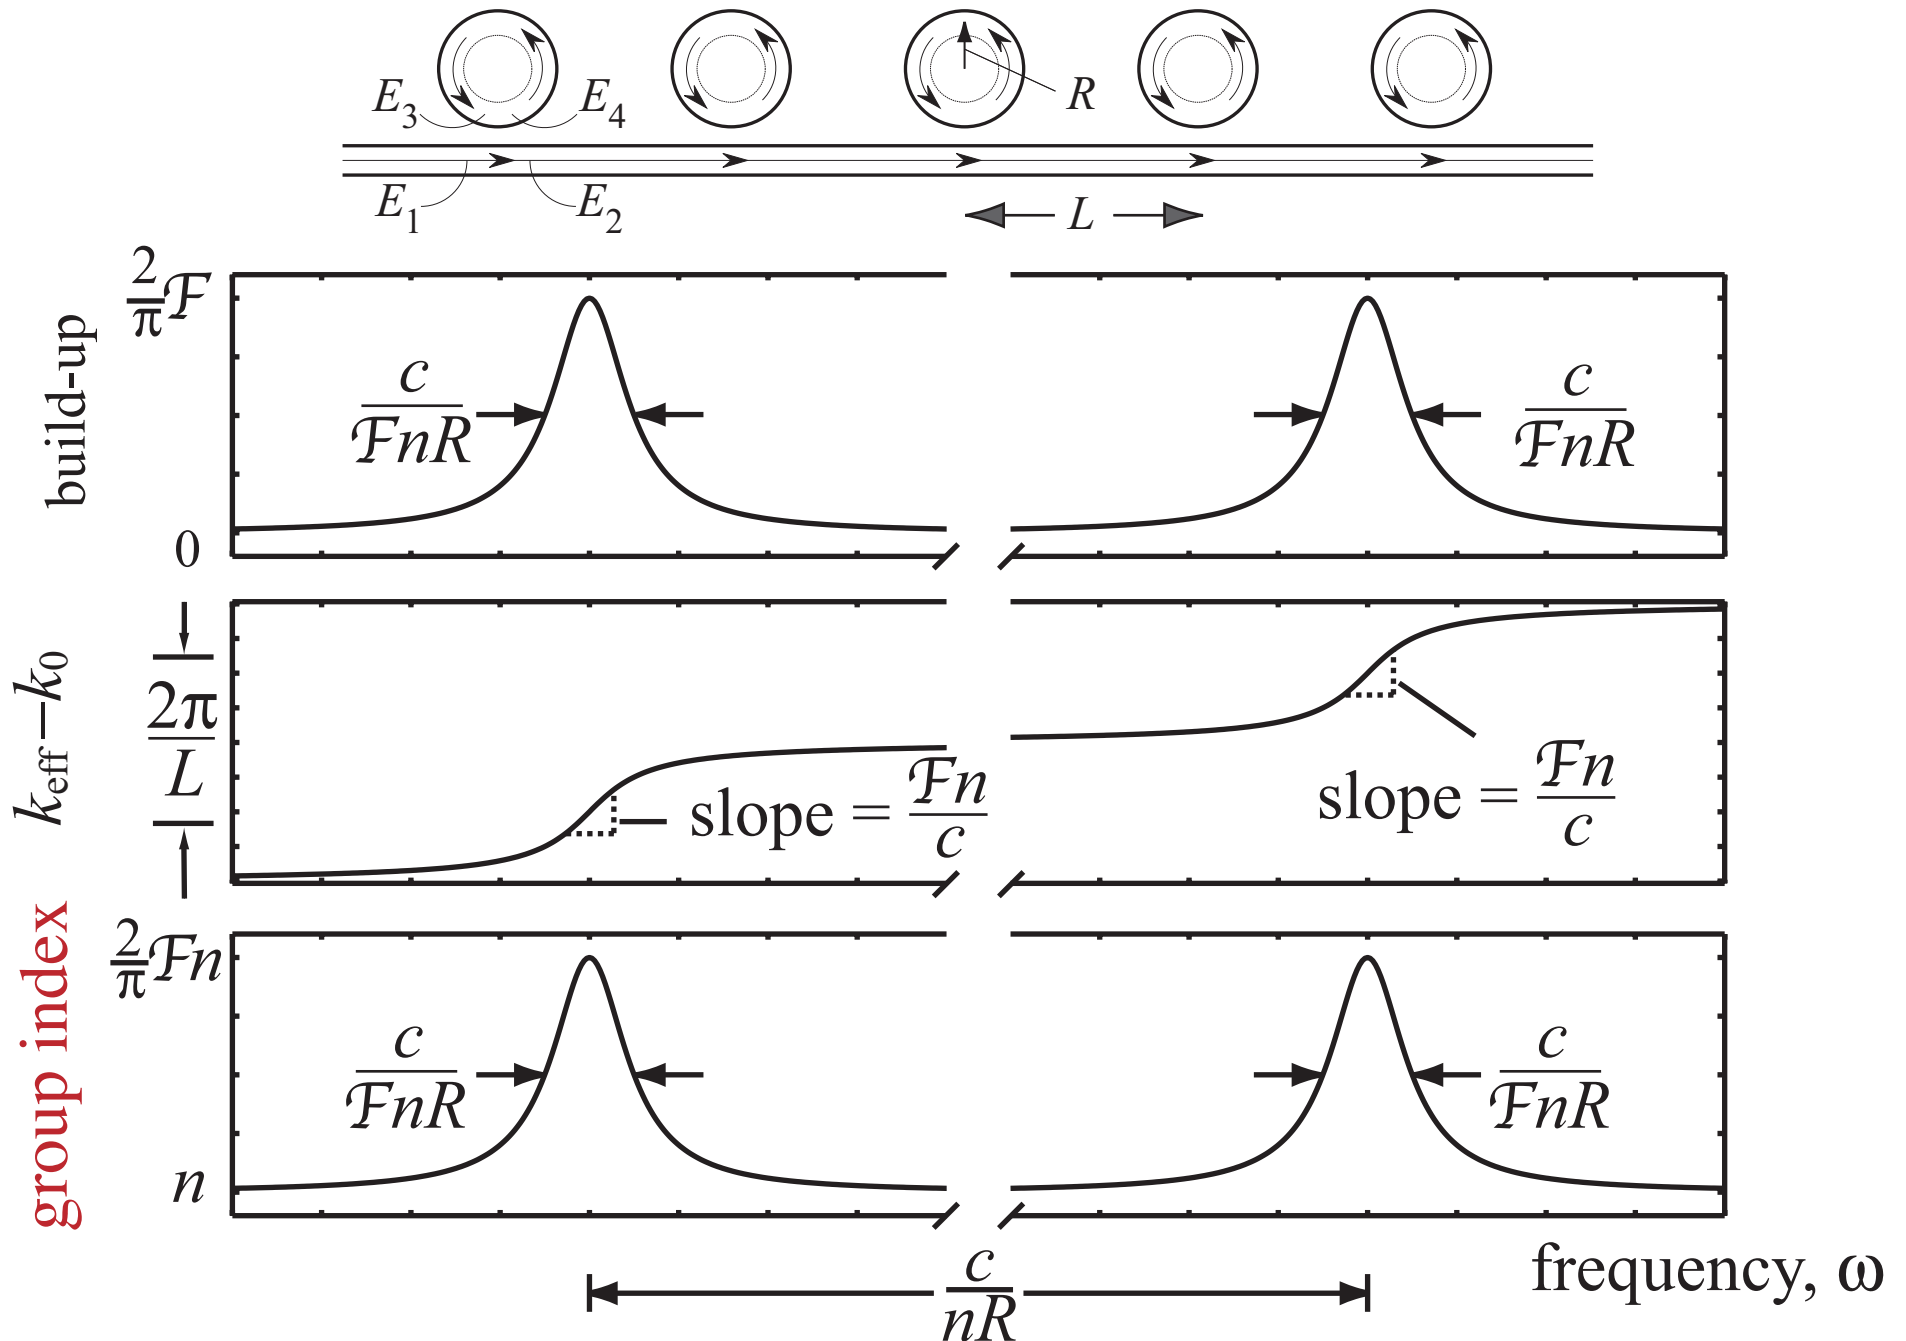 E₃
E₄
R
E₁
E₂
L
build-up
2/π ℱ
0
c/ℱnR
c/ℱnR
k_eff−k₀
2π/L
slope = ℱn/c
slope = ℱn/c
group index
2/π ℱn
n
c/ℱnR
c/ℱnR
c/nR
frequency, ω